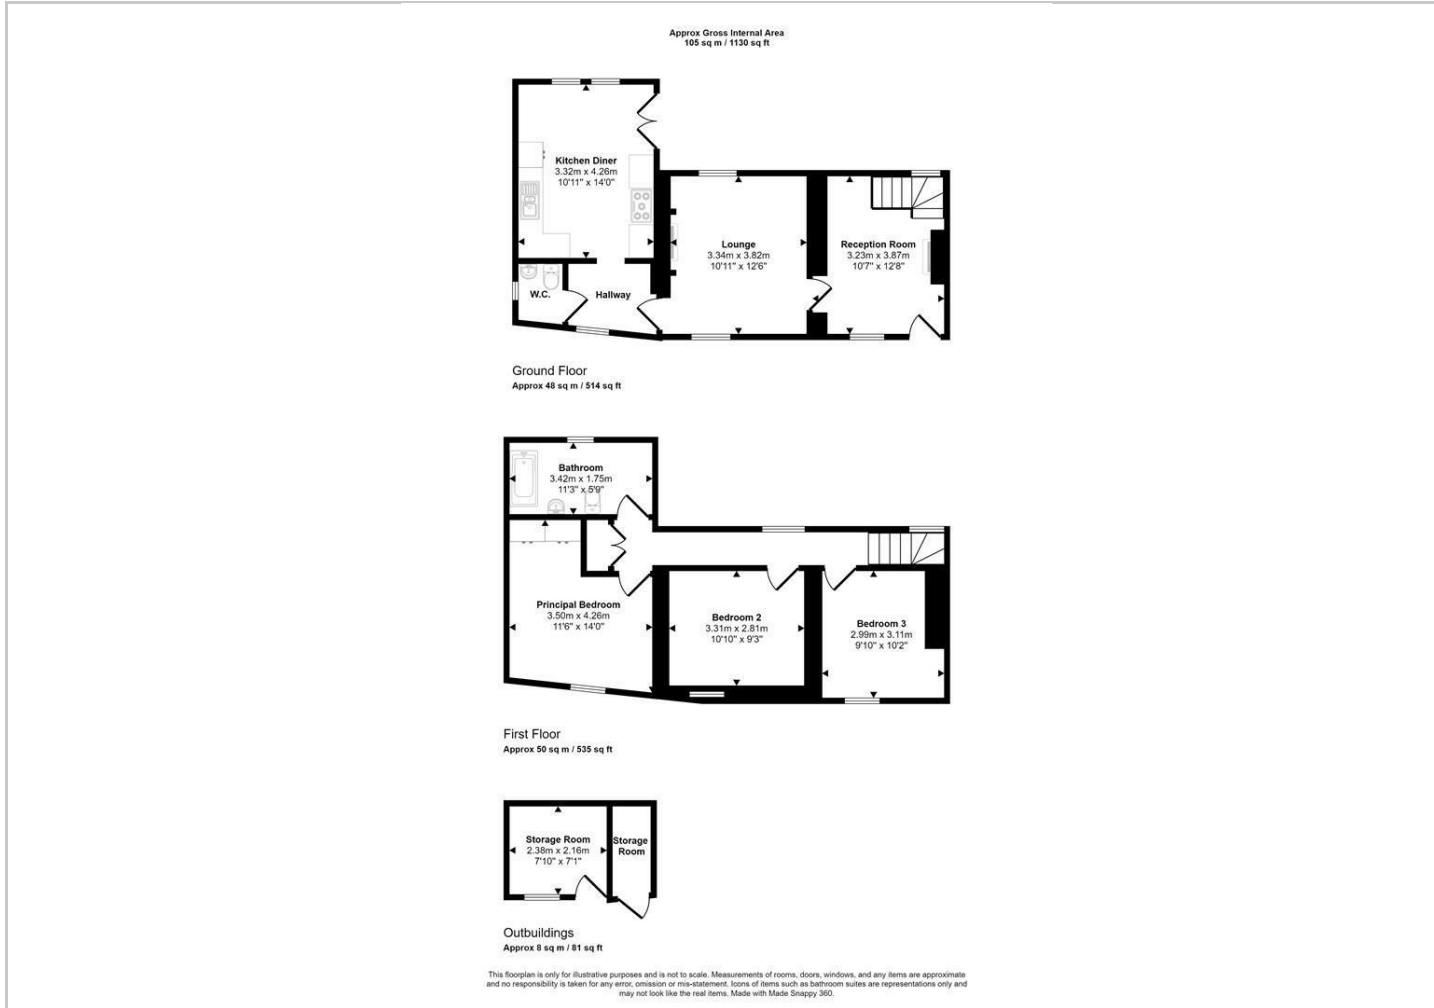 Approx Gross Internal Area
105 sq m / 1130 sq ft
Kitchen Diner
3.32m x 4.26m
10'11" x 14'0"
Lounge
3.34m x 3.82m
10'11" x 12'6"
Reception Room
3.23m x 3.87m
10'7" x 12'8"
W.C.
Hallway
Ground Floor
Approx 48 sq m / 514 sq ft
Bathroom
3.42m x 1.75m
11'3" x 5'9"
Principal Bedroom
3.50m x 4.26m
11'6" x 14'0"
Bedroom 2
3.31m x 2.81m
10'10" x 9'3"
Bedroom 3
2.99m x 3.11m
9'10" x 10'2"
First Floor
Approx 50 sq m / 535 sq ft
Storage Room
2.38m x 2.16m
7'10" x 7'1"
Storage
Room
Outbuildings
Approx 8 sq m / 81 sq ft
This floorplan is only for illustrative purposes and is not to scale. Measurements of rooms, doors, windows, and any items are approximate
and no responsibility is taken for any error, omission or mis-statement. Icons of items such as bathroom suites are representations only and
may not look like the real items. Made with Made Snappy 360.